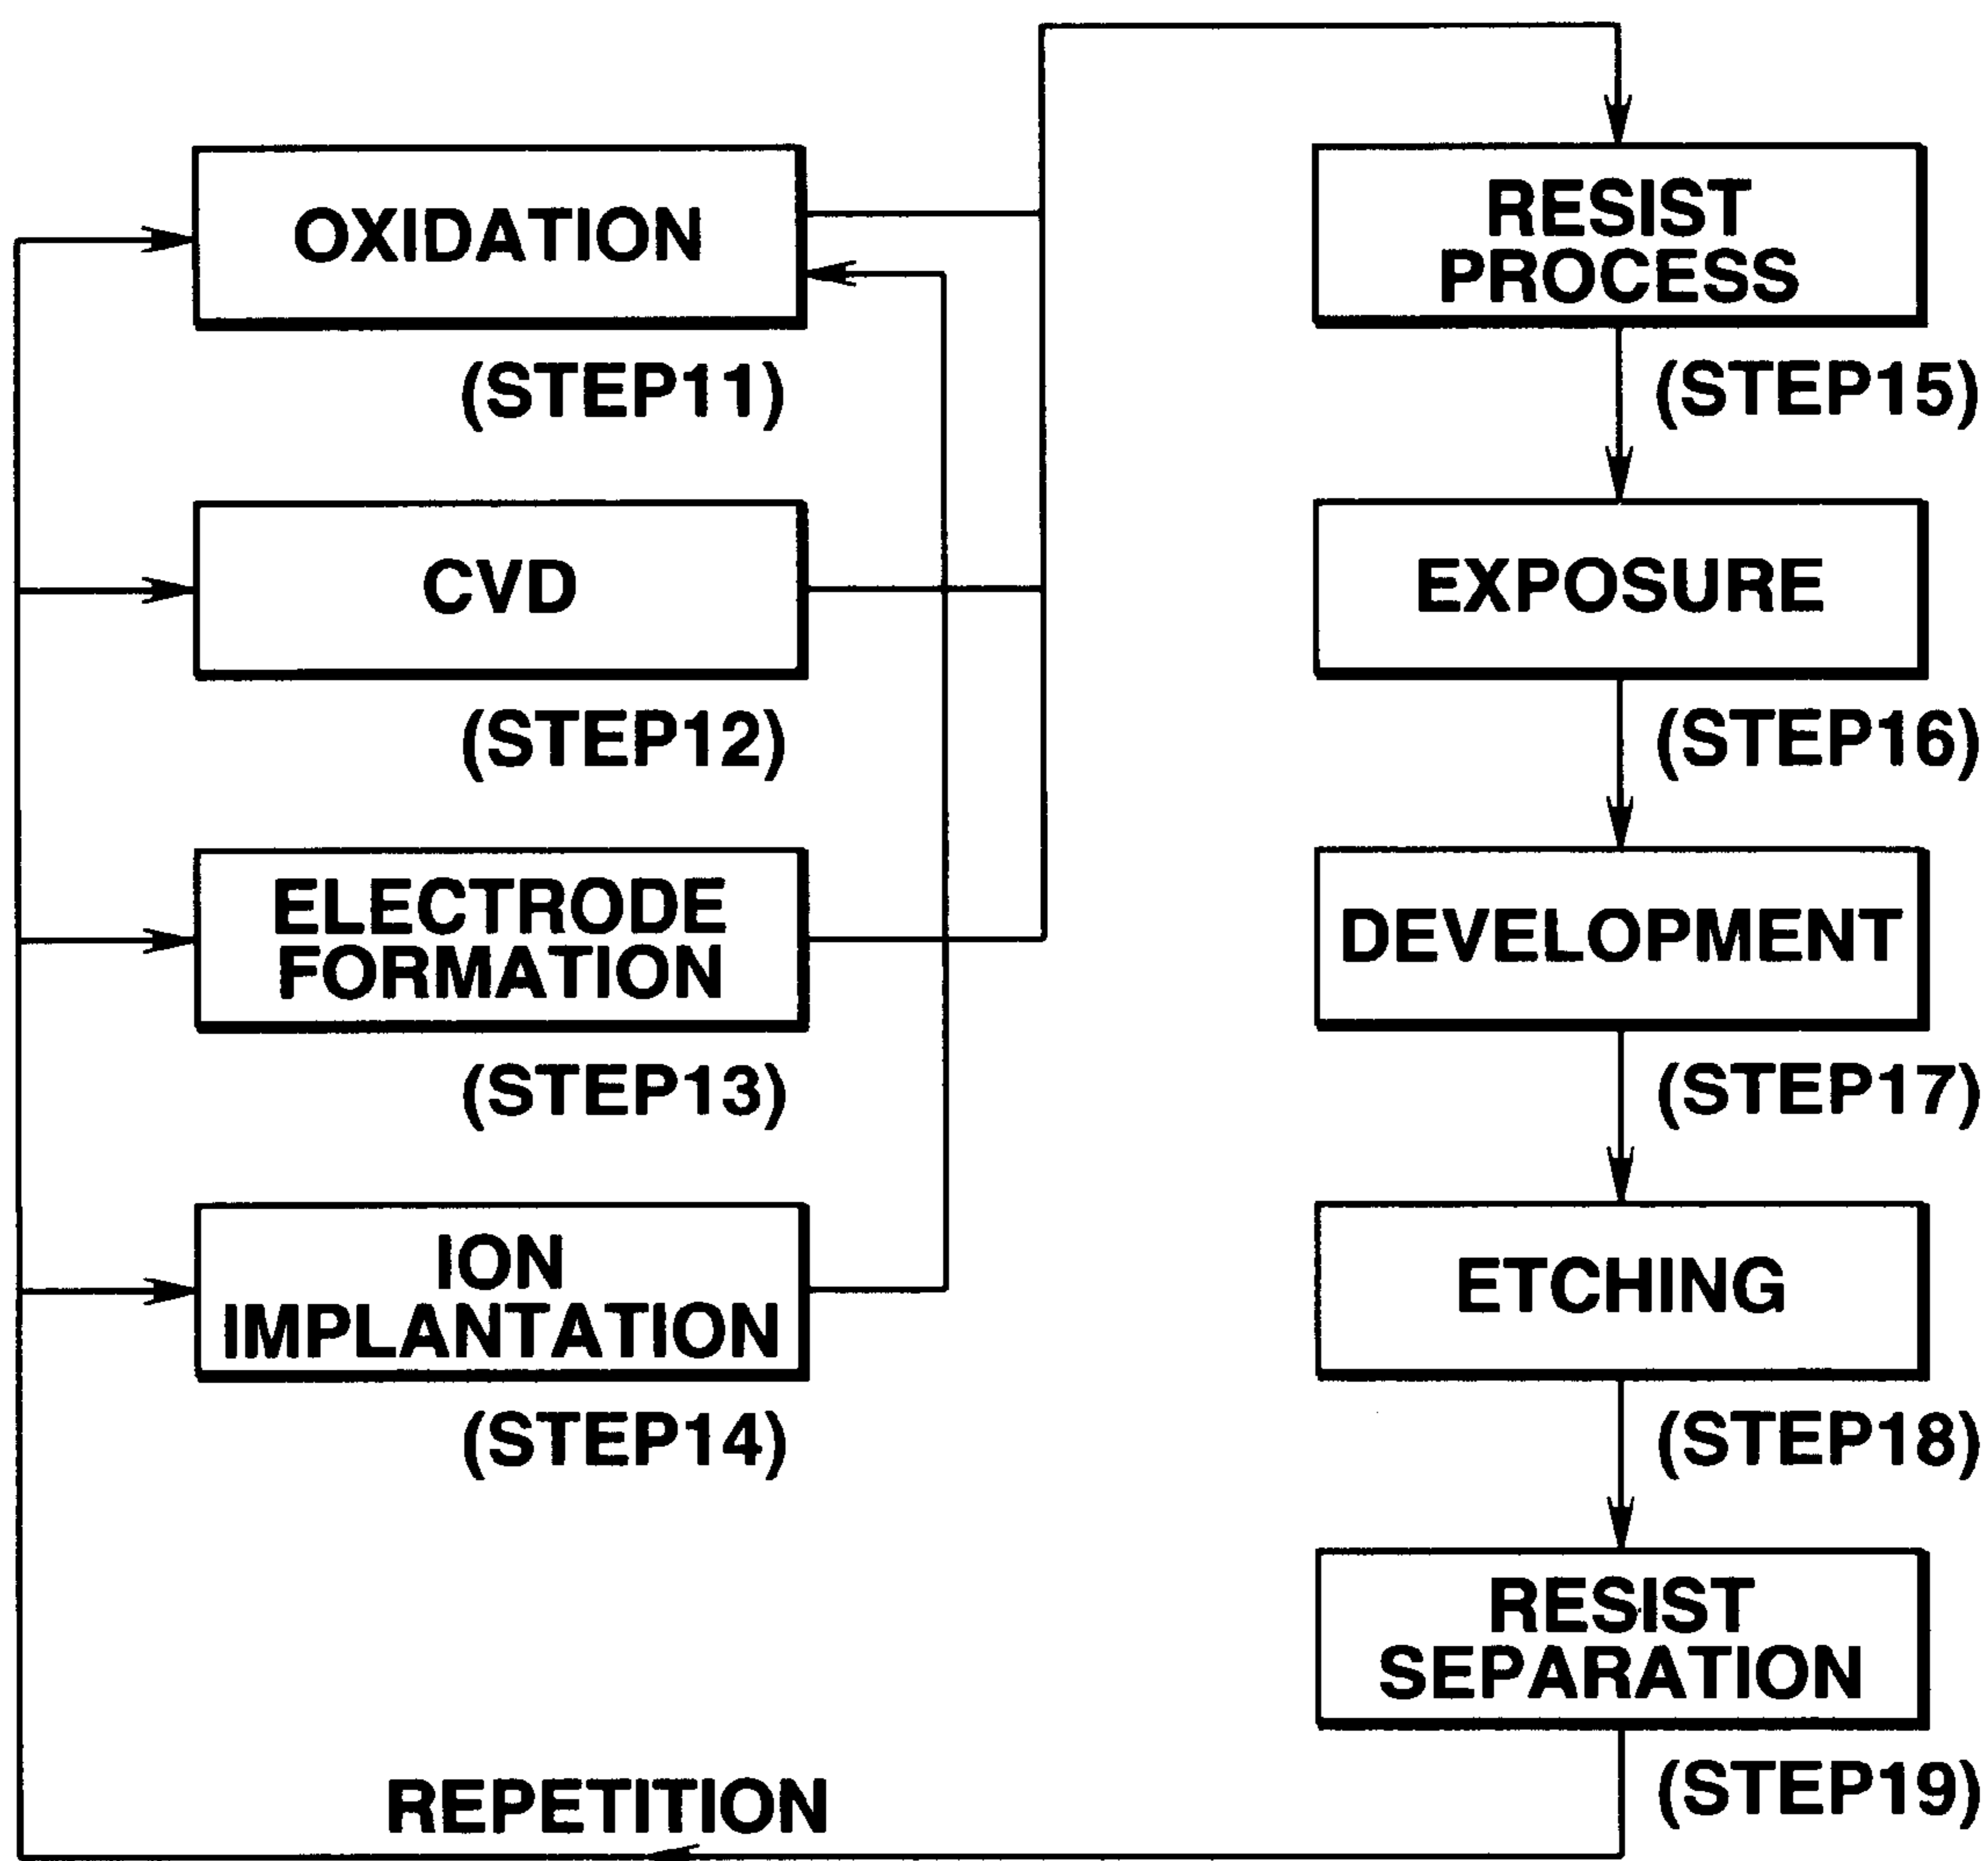 OXIDATION
(STEP11)
CVD
(STEP12)
ELECTRODE
FORMATION
(STEP13)
ION
IMPLANTATION
(STEP14)
RESIST
PROCESS
(STEP15)
EXPOSURE
(STEP16)
DEVELOPMENT
(STEP17)
ETCHING
(STEP18)
RESIST
SEPARATION
(STEP19)
REPETITION